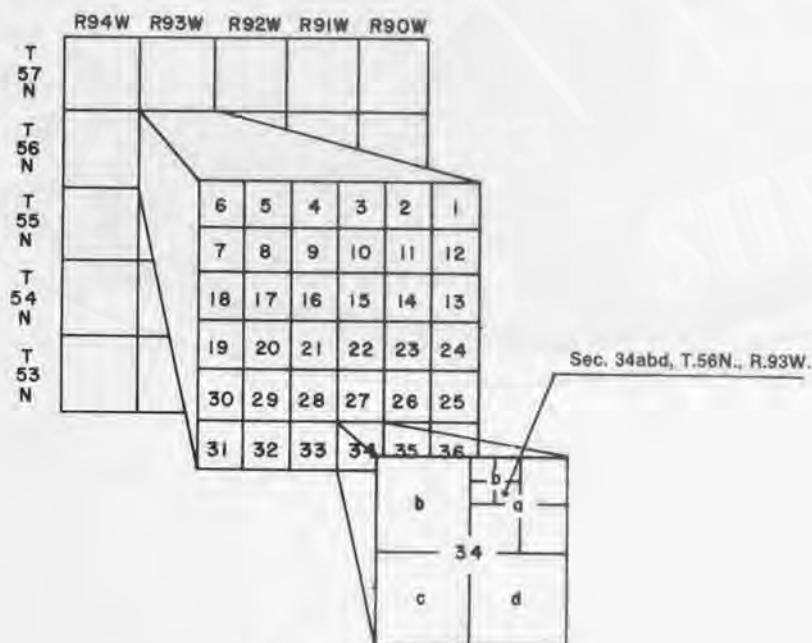 R94W R93W R92W R91W R90W
T
57
N
T
56
N
T
55
N
T
54
N
T
53
N
6 5 4 3 2 1
7 8 9 10 11 12
18 17 16 15 14 13
19 20 21 22 23 24
30 29 28 27 26 25
31 32 33 34 35 36
Sec. 34abd, T.56N., R.93W.
b
b a
34
c d